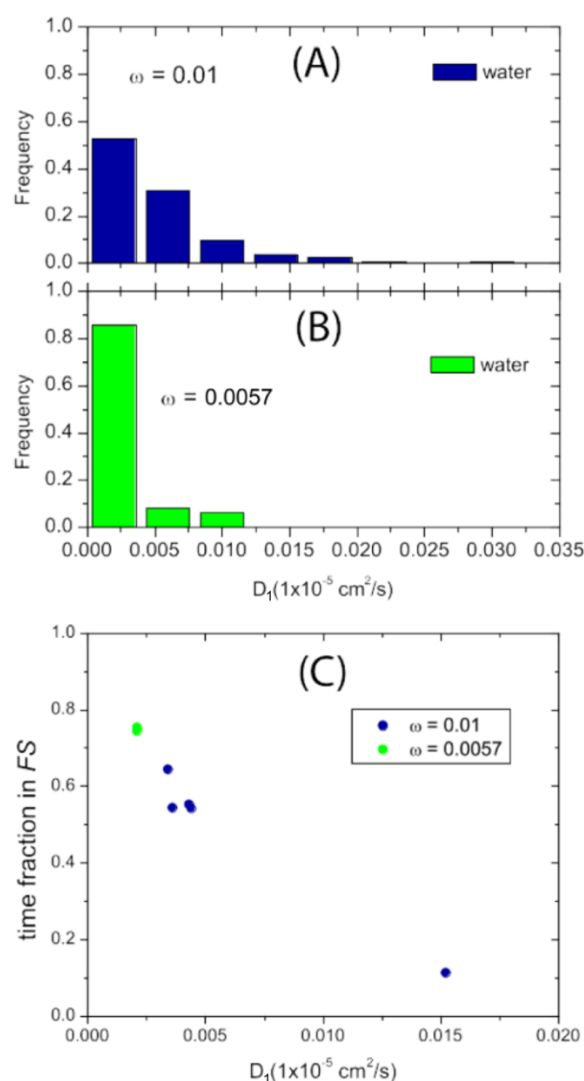 (A)
ω = 0.01
water
Frequency
1.0
0.8
0.6
0.4
0.2
0.0
(B)
ω = 0.0057
water
Frequency
1.0
0.8
0.6
0.4
0.2
0.0
0.000 0.005 0.010 0.015 0.020 0.025 0.030 0.035
D₁(1x10⁻⁵ cm²/s)
(C)
ω = 0.01
ω = 0.0057
time fraction in FS
1.0
0.8
0.6
0.4
0.2
0.0
0.000 0.005 0.010 0.015 0.020
D₁(1x10⁻⁵ cm²/s)